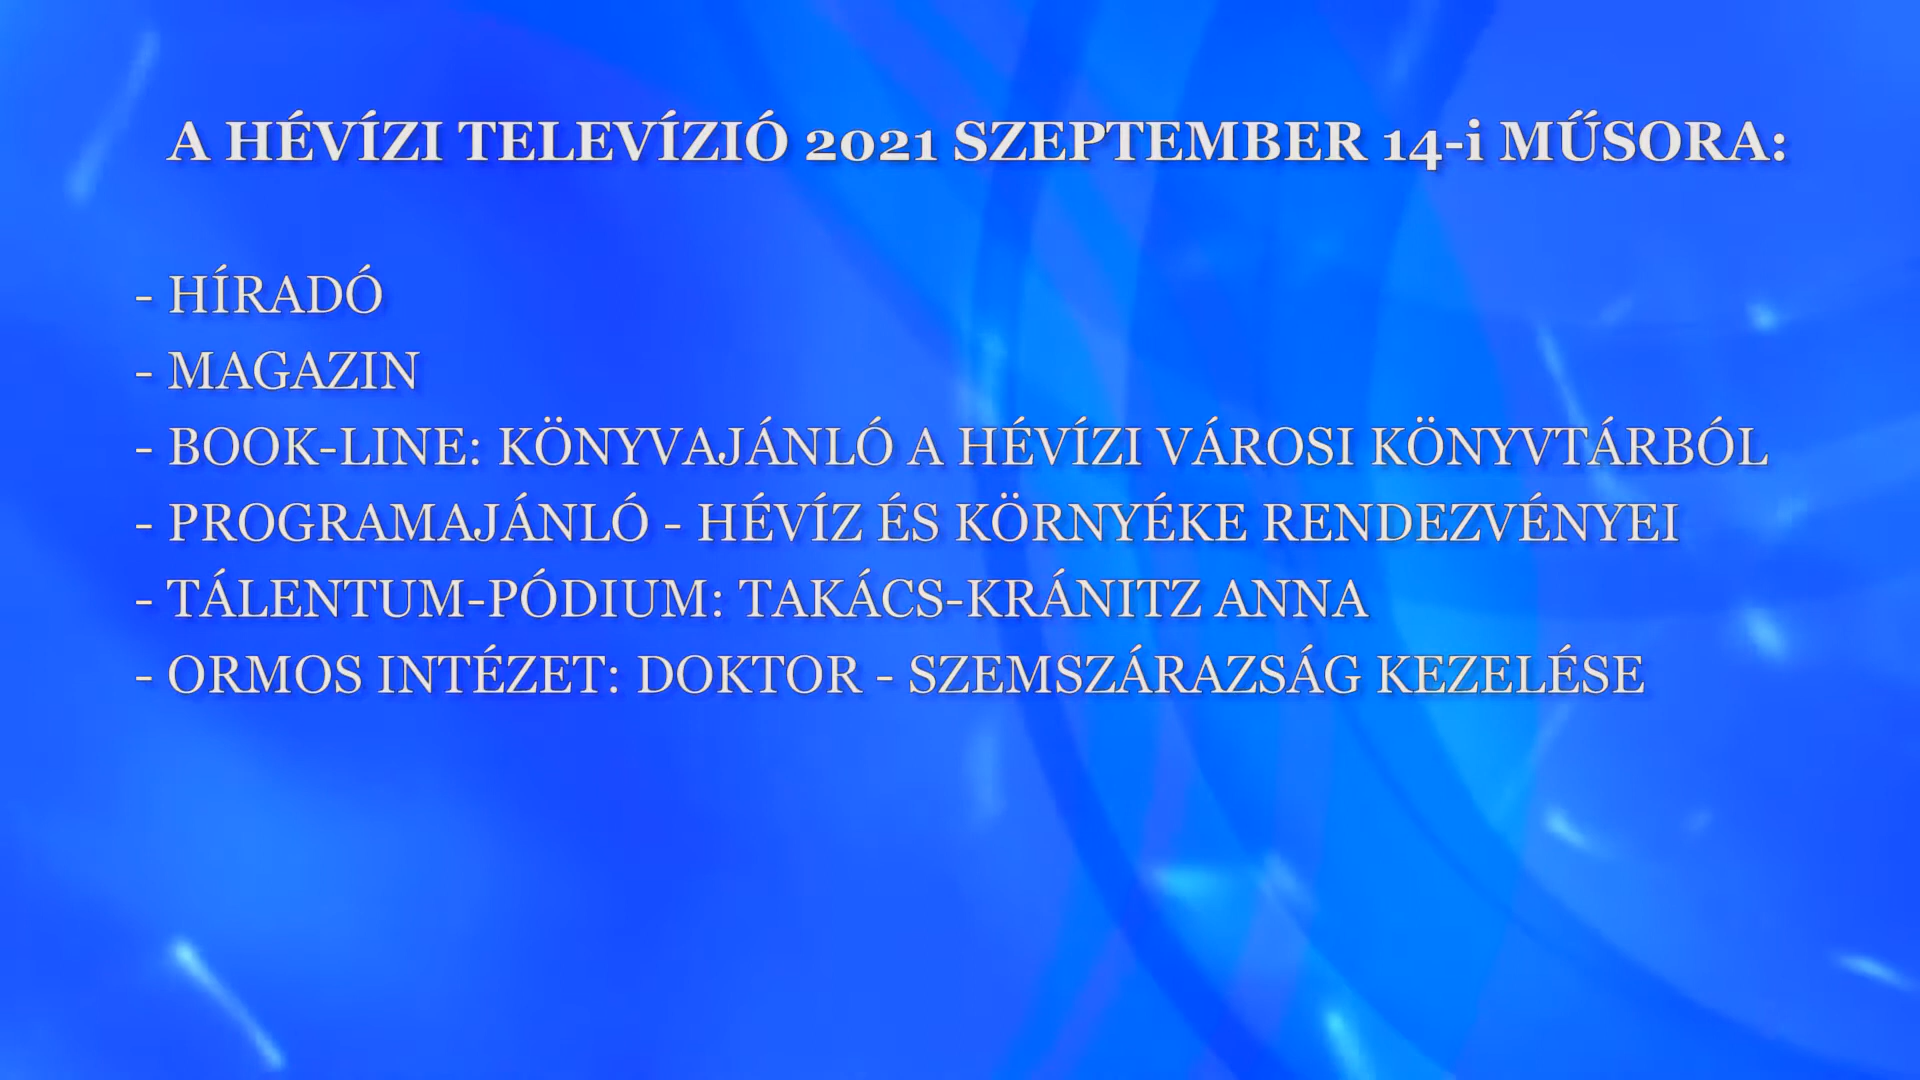 A HÉVÍZI TELEVÍZIÓ 2021 SZEPTEMBER 14-i MŰSORA:
- HÍRADÓ
- MAGAZIN
- BOOK-LINE: KÖNYVAJÁNLÓ A HÉVÍZI VÁROSI KÖNYVTÁRBÓL
- PROGRAMAJÁNLÓ - HÉVÍZ ÉS KÖRNYÉKE RENDEZVÉNYEI
- TÁLENTUM-PÓDIUM: TAKÁCS-KRÁNITZ ANNA
- ORMOS INTÉZET: DOKTOR - SZEMSZÁRAZSÁG KEZELÉSE